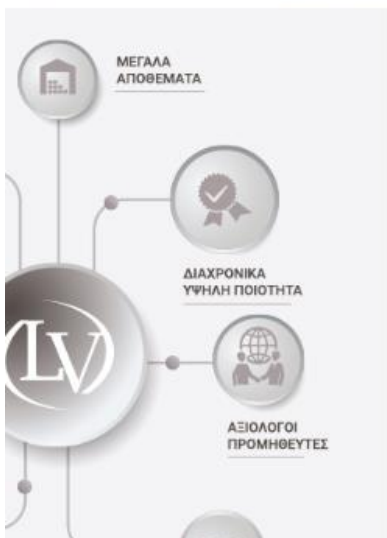 ΜΕΓΑΛΑ
ΑΠΟΘΕΜΑΤΑ
ΔΙΑΧΡΟΝΙΚΑ
ΥΨΗΛΗ ΠΟΙΟΤΗΤΑ
LV
ΑΞΙΟΛΟΓΟΙ
ΠΡΟΜΗΘΕΥΤΕΣ